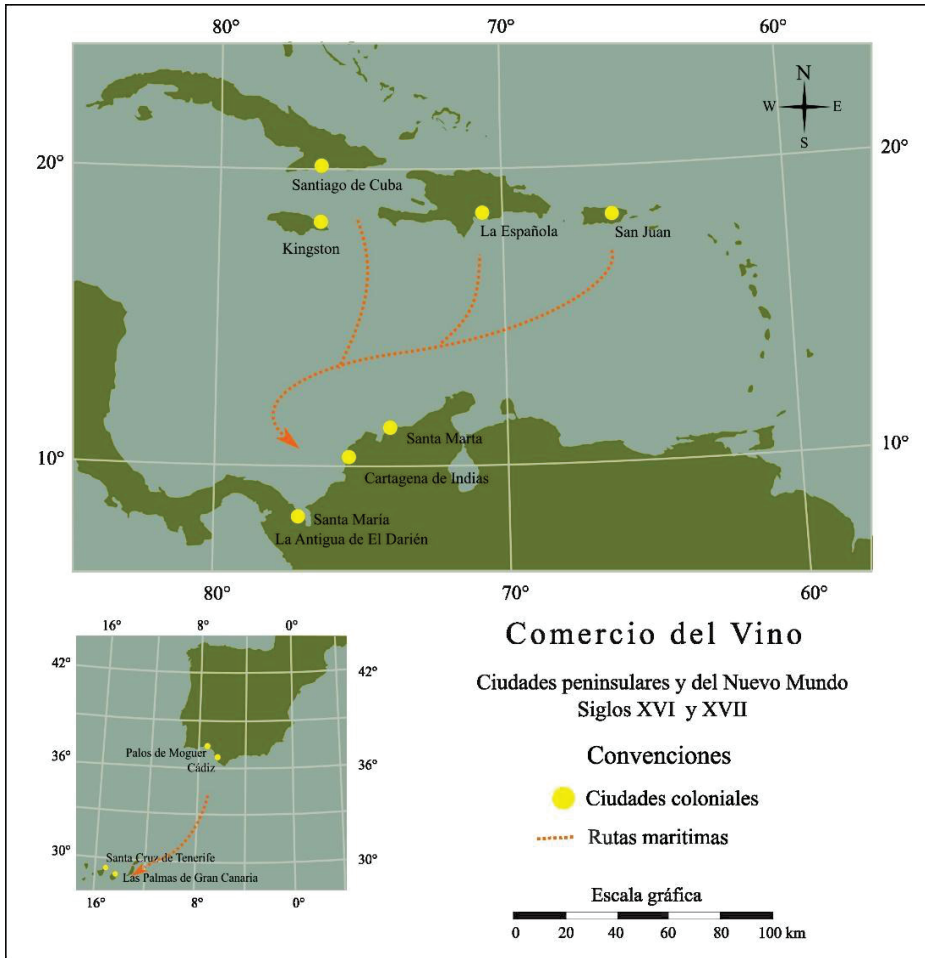 80° 70° 60°
N
W E
S
20° 20°
Santiago de Cuba
La Española San Juan
Kingston
Santa Marta
10° 10°
Cartagena de Indias
Santa María
La Antigua de El Darién
80° 70° 60°
16° 8° 0°
42° 42°
Palos de Moguer
36° 36°
Cádiz
30° 30°
Santa Cruz de Tenerife
Las Palmas de Gran Canaria
16° 8° 0°
Comercio del Vino
Ciudades peninsulares y del Nuevo Mundo
Siglos XVI y XVII
Convenciones
Ciudades coloniales
Rutas maritimas
Escala gráfica
0 20 40 60 80 100 km